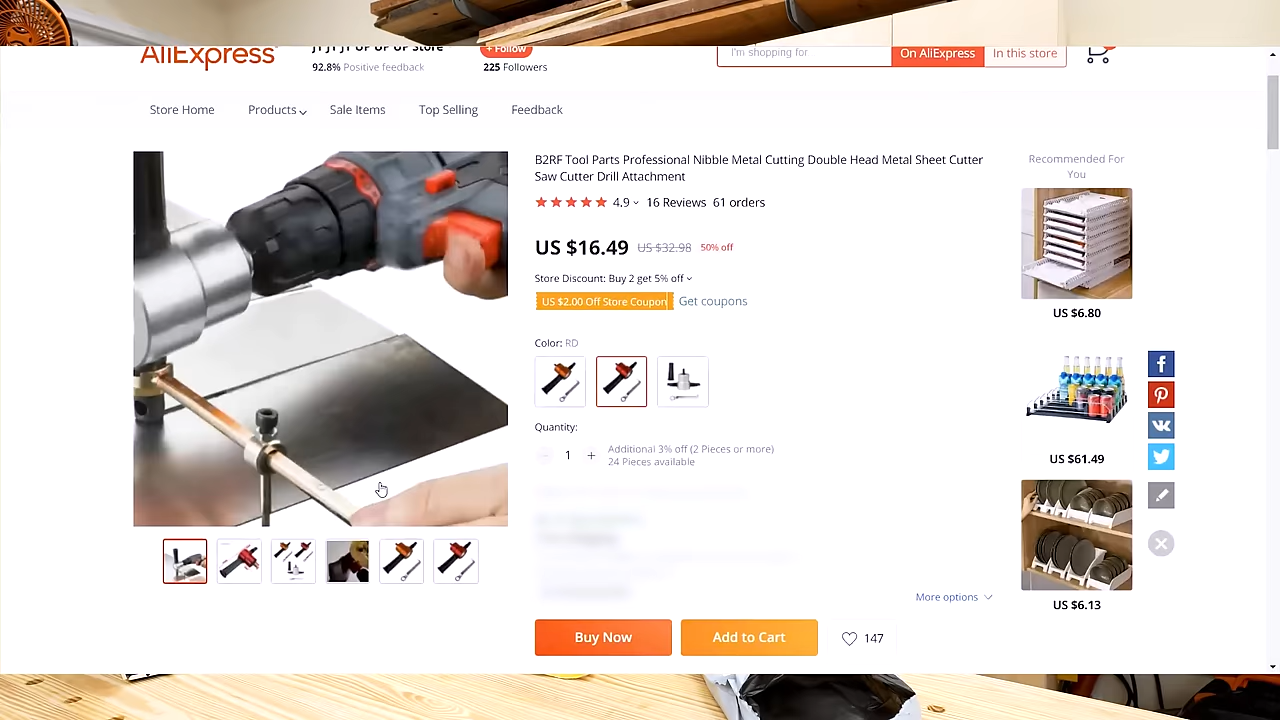 AliExpress
92.8% Positive feedback
+ Follow
225 Followers
I'm shopping for
On AliExpress
In this store
Store Home
Products
Sale Items
Top Selling
Feedback
B2RF Tool Parts Professional Nibble Metal Cutting Double Head Metal Sheet Cutter
Saw Cutter Drill Attachment
4.9
16 Reviews
61 orders
US $16.49
US $32.98
50% off
Store Discount: Buy 2 get 5% off
US $2.00 Off Store Coupon
Get coupons
Color: RD
Quantity:
1
Additional 3% off (2 Pieces or more)
24 Pieces available
More options
Buy Now
Add to Cart
147
Recommended For
You
US $6.80
US $61.49
US $6.13